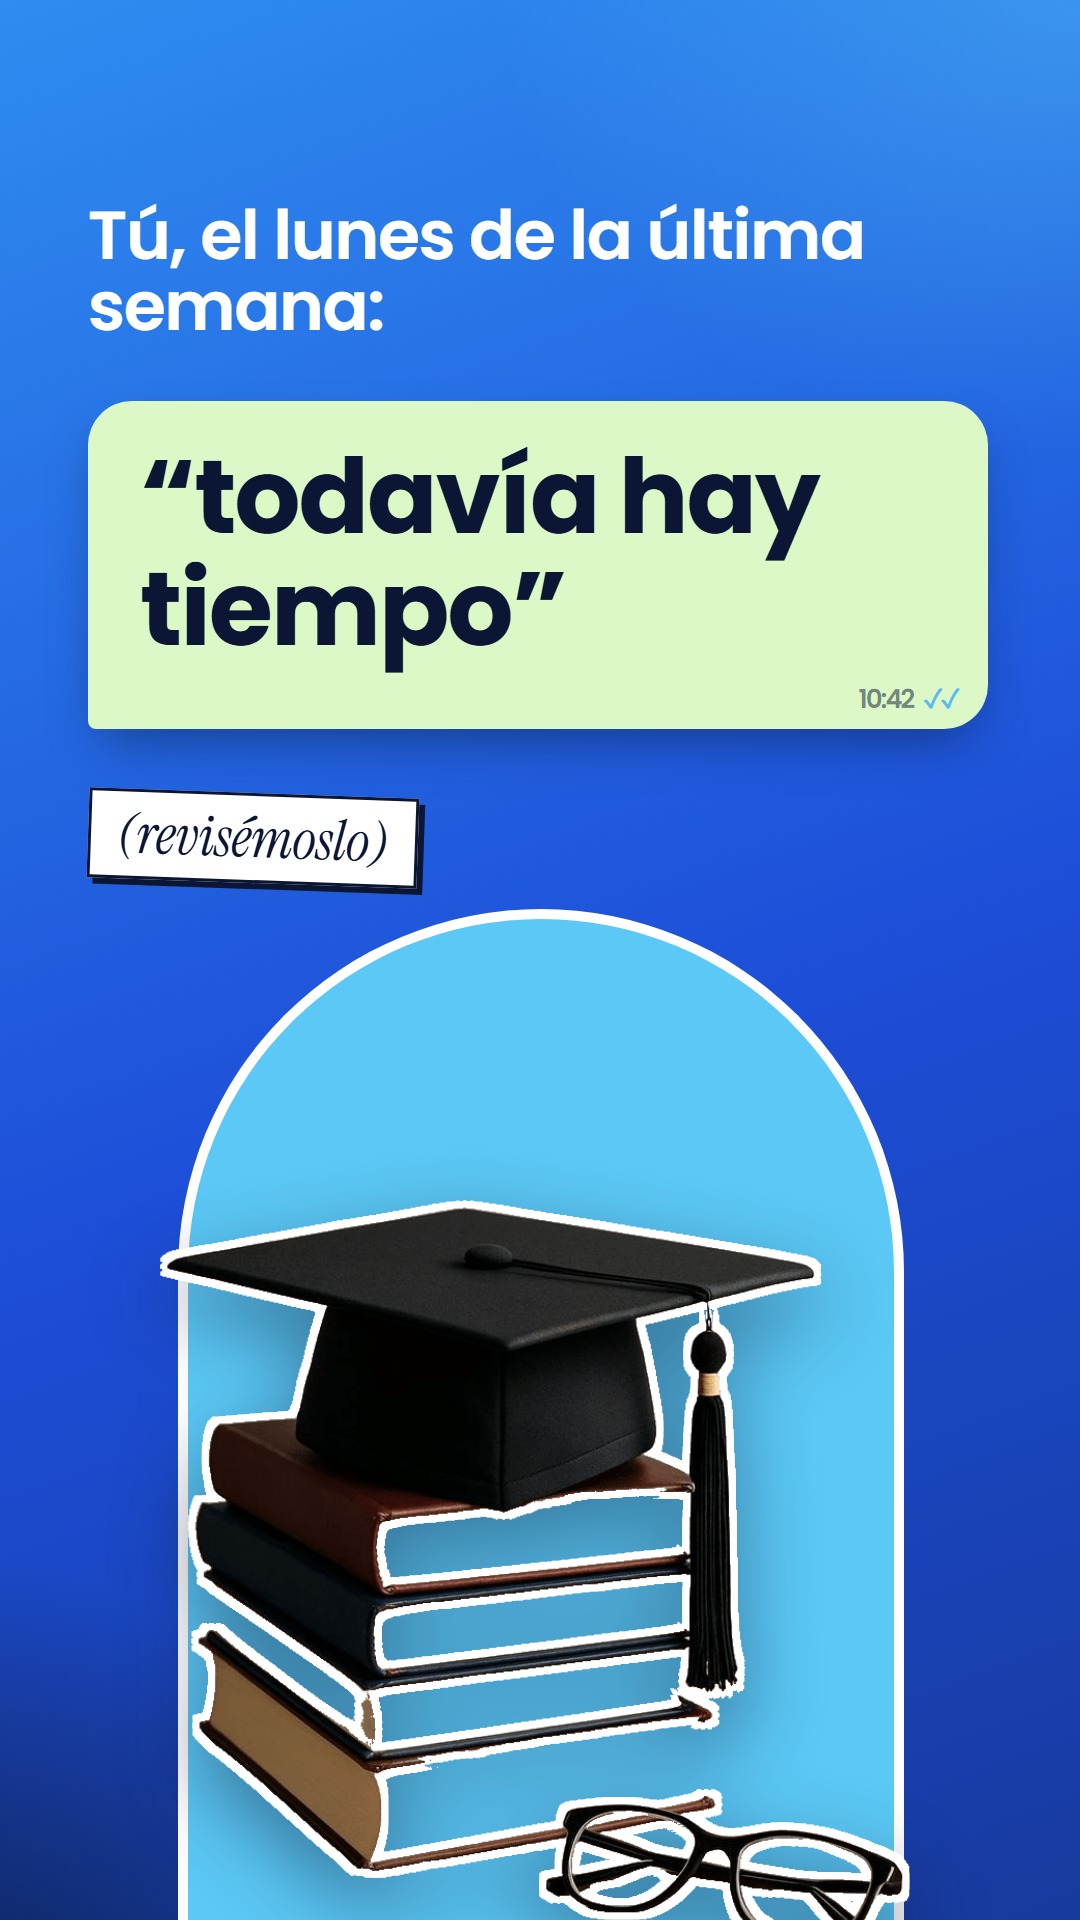 Tú, el lunes de la última
semana:
“todavía hay
tiempo”
10:42
(revisémoslo)